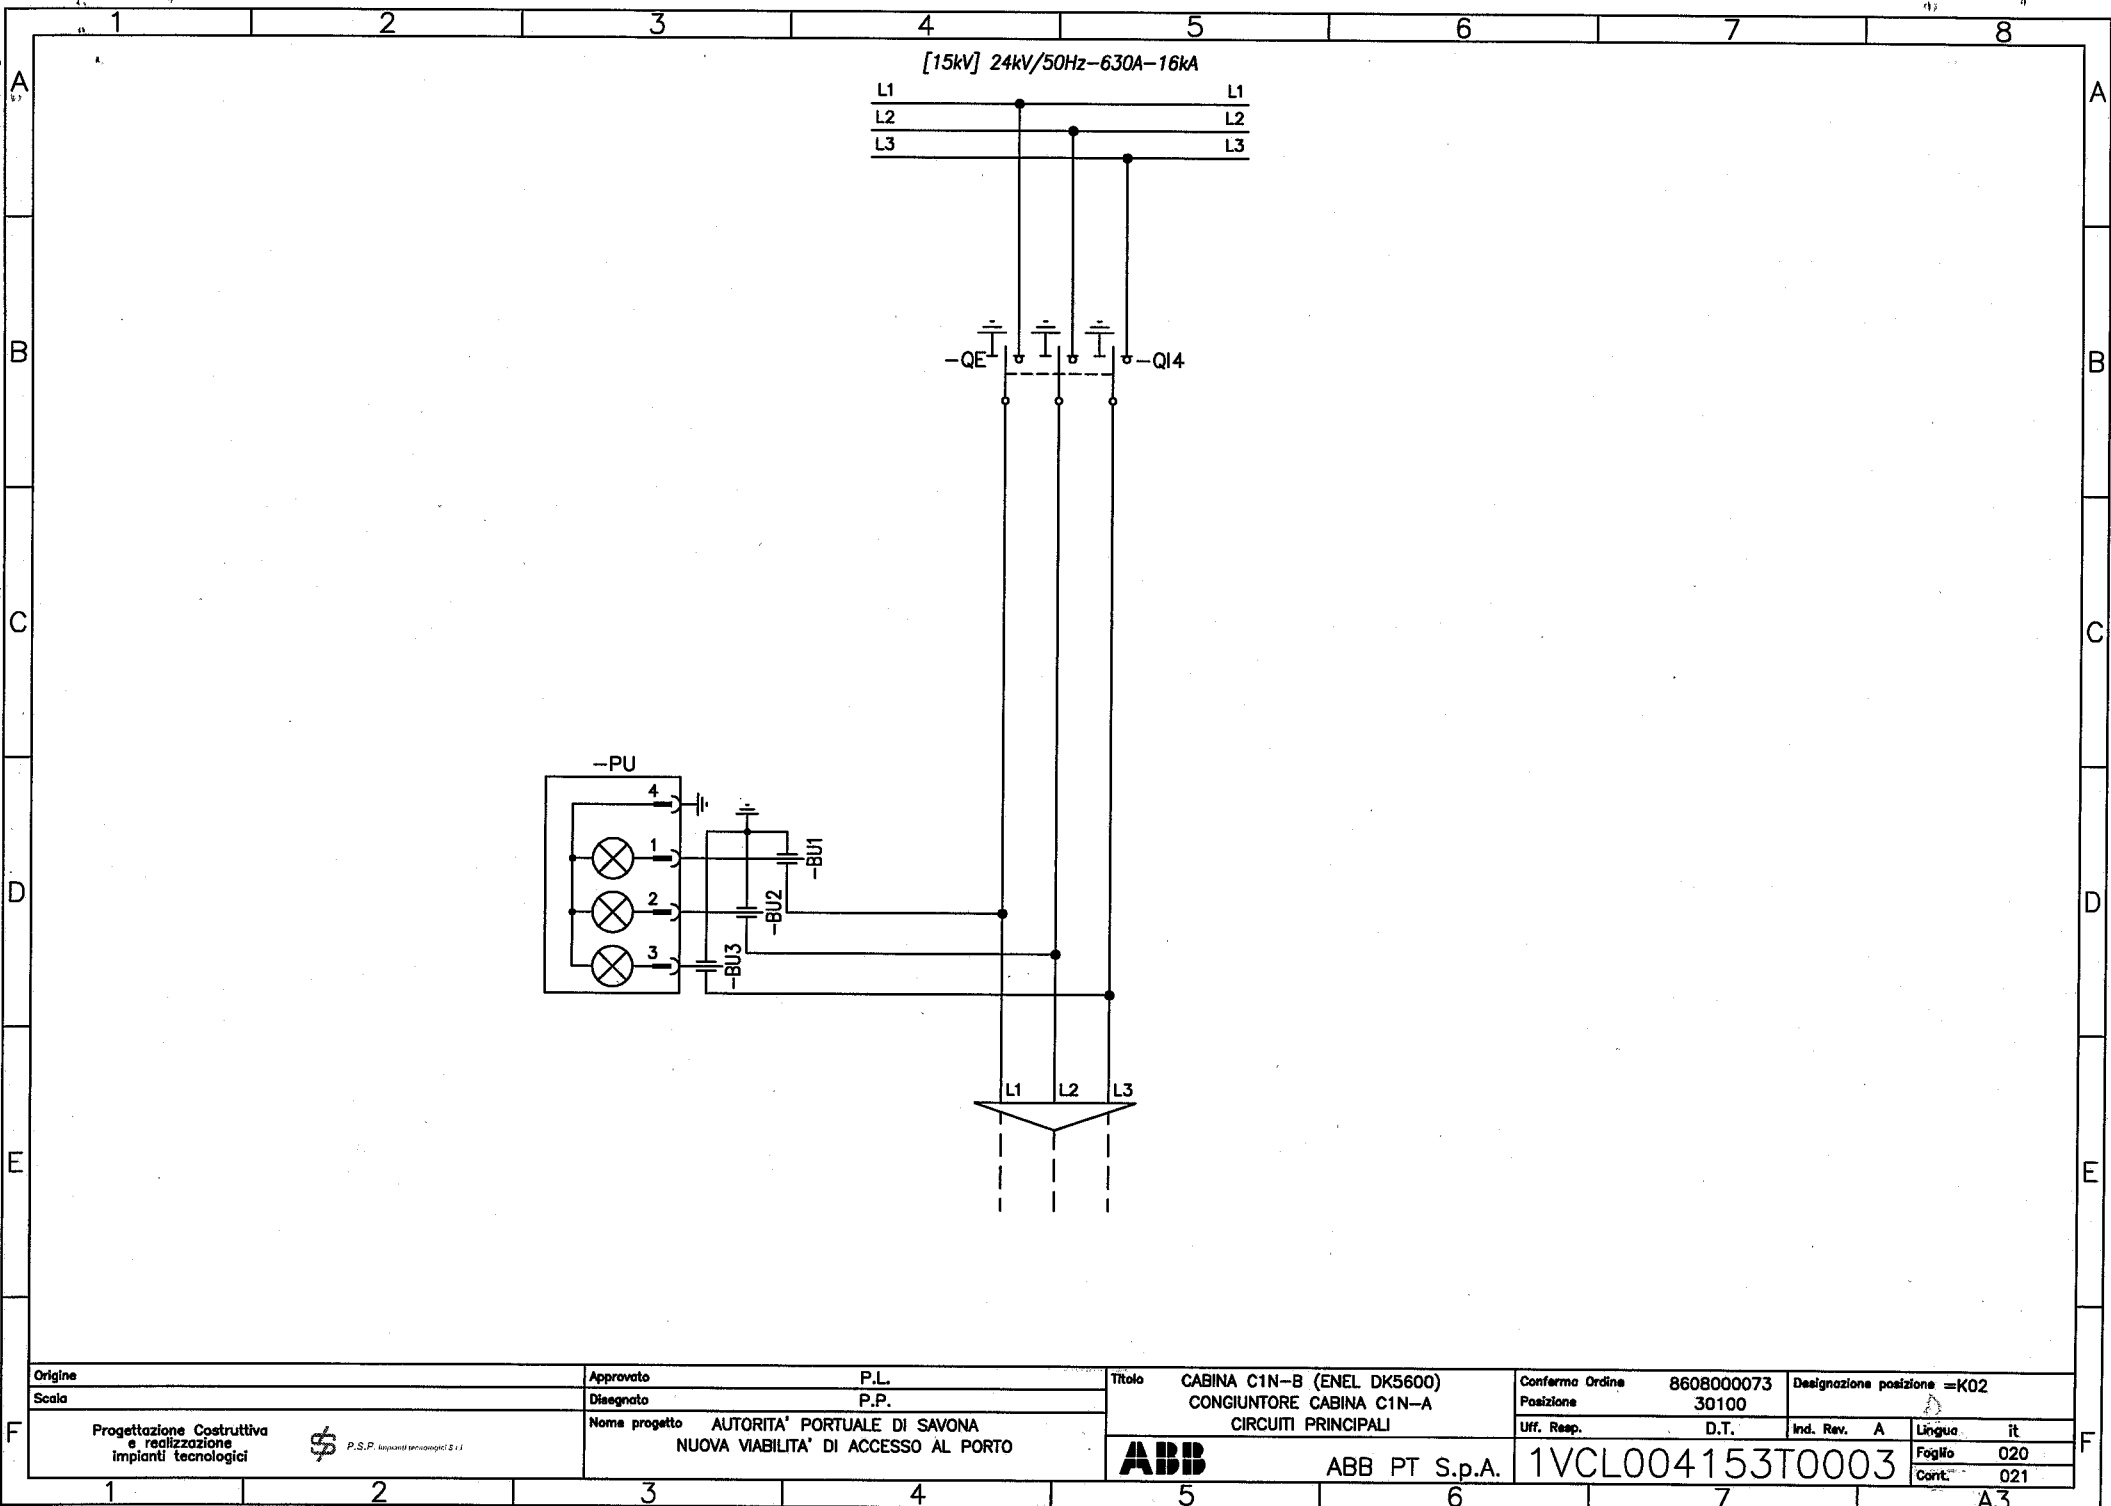 1 2 3 4 5 6 7 8
A A
[15kV] 24kV/50Hz-630A-16kA
L1 L1
L2 L2
L3 L3
B B
-QE -QI4
C C
-PU
4
1
-BU1
D D
2
-BU2
3
-BU3
L1 L2 L3
E E
Origine
Scala
Progettazione Costruttiva
e realizzazione
impianti tecnologici
P.S.P. Impianti tecnologici S.r.l
Approvato P.L.
Disegnato P.P.
Nome progetto AUTORITA' PORTUALE DI SAVONA
NUOVA VIABILITA' DI ACCESSO AL PORTO
Titolo CABINA C1N-B (ENEL DK5600)
CONGIUNTORE CABINA C1N-A
CIRCUITI PRINCIPALI
ABB ABB PT S.p.A.
Conferma Ordine 8608000073
Posizione 30100
Designazione posizione =K02
Uff. Resp. D.T. Ind. Rev. A Lingua it
1VCL004153T0003
Foglio 020
Cont. 021
F F
1 2 3 4 5 6 7 A3